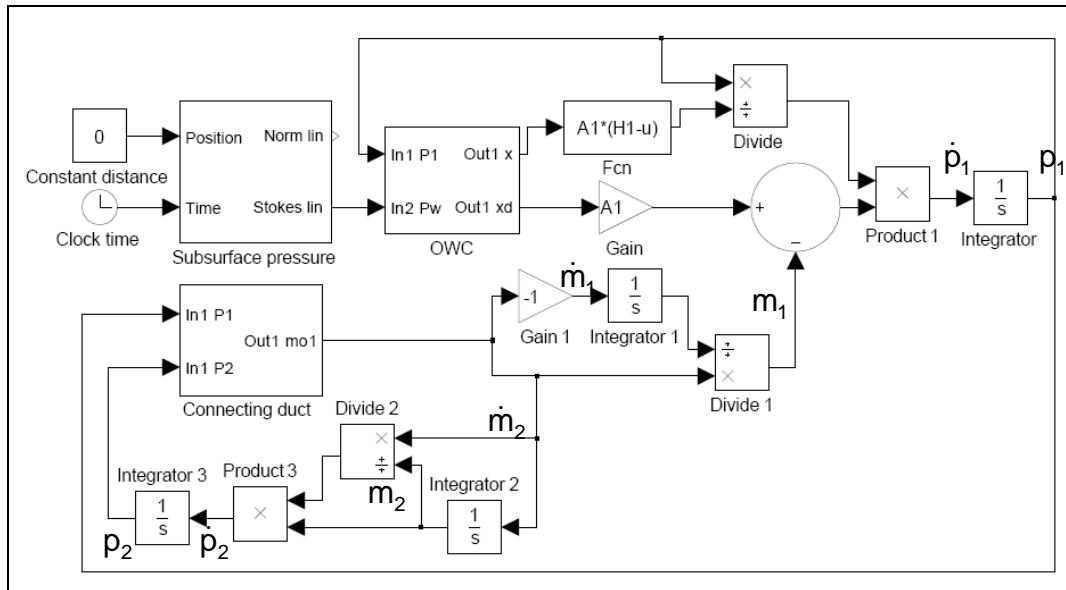 0
Constant distance
Clock time
Position
Time
Norm lin
Stokes lin
Subsurface pressure
In1 P1
In2 Pw
Out1 x
Out1 xd
OWC
A1*(H1-u)
Fcn
A1
Gain
×
÷
Divide
+
−
×
Product 1
ṗ₁
1
s
Integrator
p₁
In1 P1
In1 P2
Out1 mo1
Connecting duct
-1
Gain 1
ṁ₁
1
s
Integrator 1
÷
×
Divide 1
m₁
Divide 2
×
÷
ṁ₂
m₂
Integrator 2
1
s
Product 3
×
Integrator 3
1
s
p₂
ṗ₂